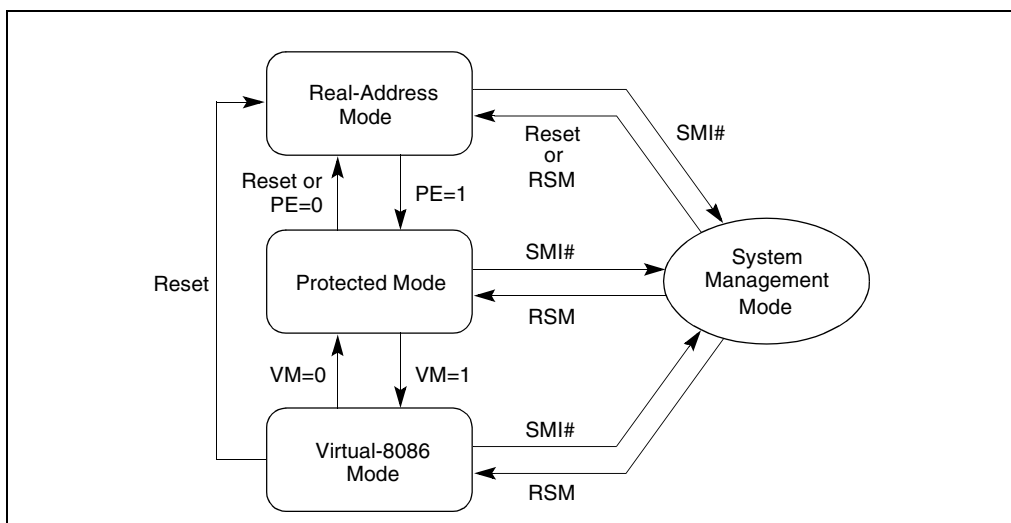 Real-Address
Mode
SMI#
Reset
or
RSM
Reset or
PE=0
PE=1
SMI#
System
Management
Mode
Reset
Protected Mode
RSM
VM=0
VM=1
SMI#
Virtual-8086
Mode
RSM